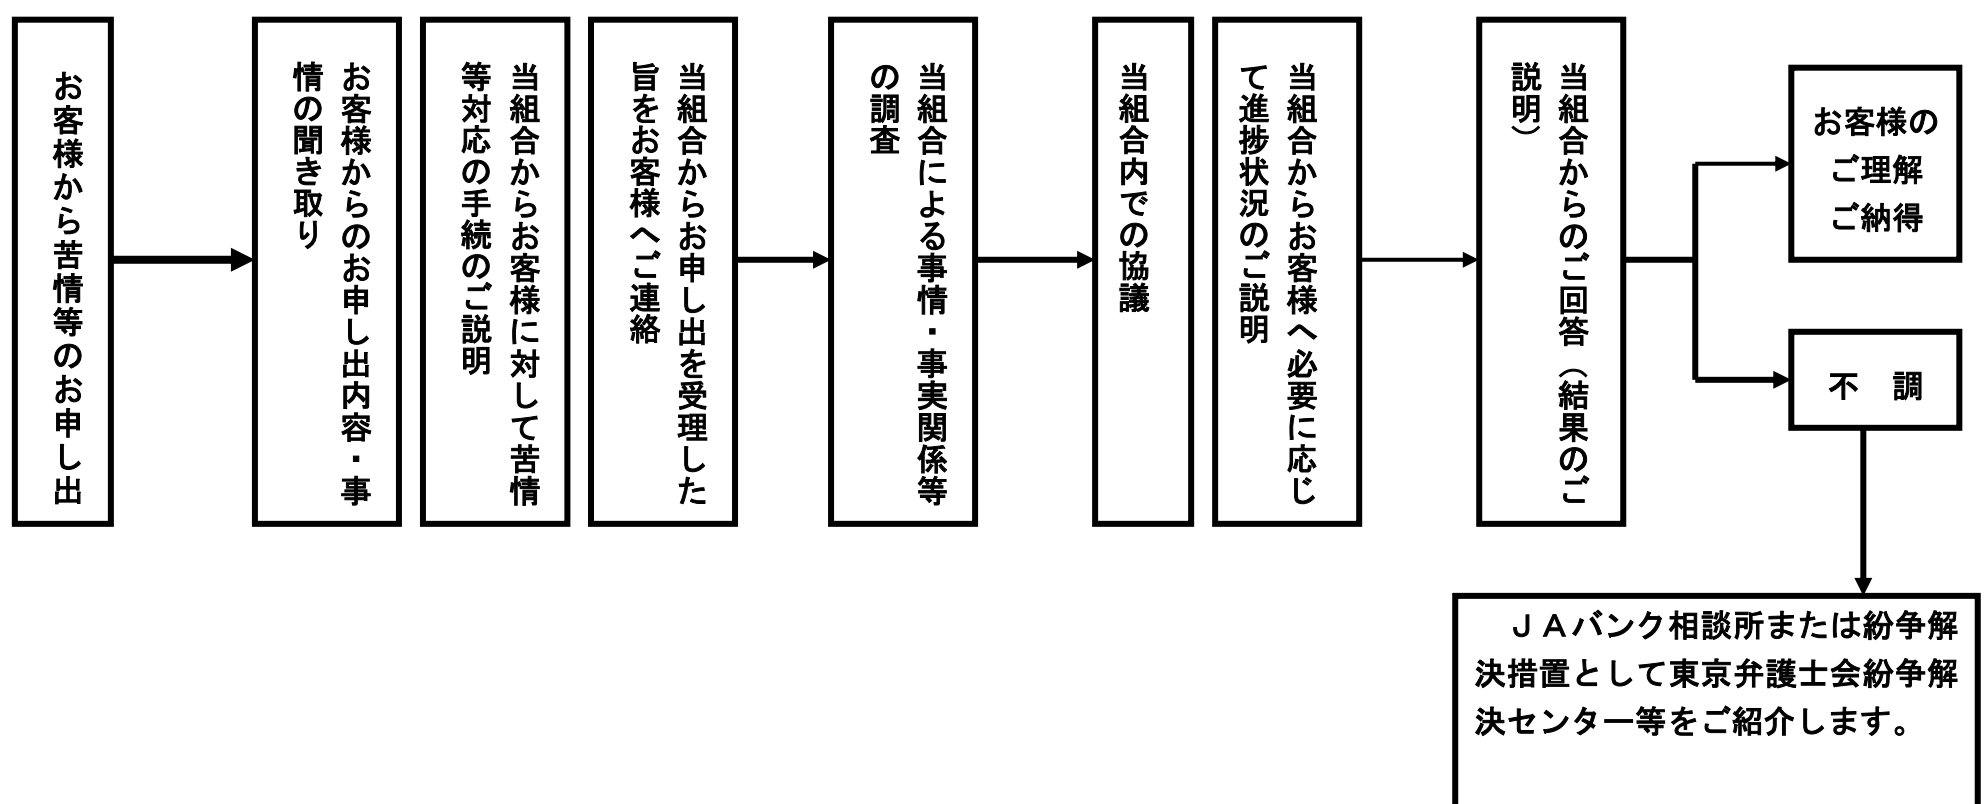 お客様から苦情等のお申し出
お客様からのお申し出内容・事
情の聞き取り
当組合からお客様に対して苦情
等対応の手続のご説明
当組合からお申し出を受理した
旨をお客様へご連絡
当組合による事情・事実関係等
の調査
当組合内での協議
当組合からお客様へ必要に応じ
て進捗状況のご説明
当組合からのご回答（結果のご
説明）
お客様の
ご理解
ご納得
不　調
ＪＡバンク相談所または紛争解
決措置として東京弁護士会紛争解
決センター等をご紹介します。